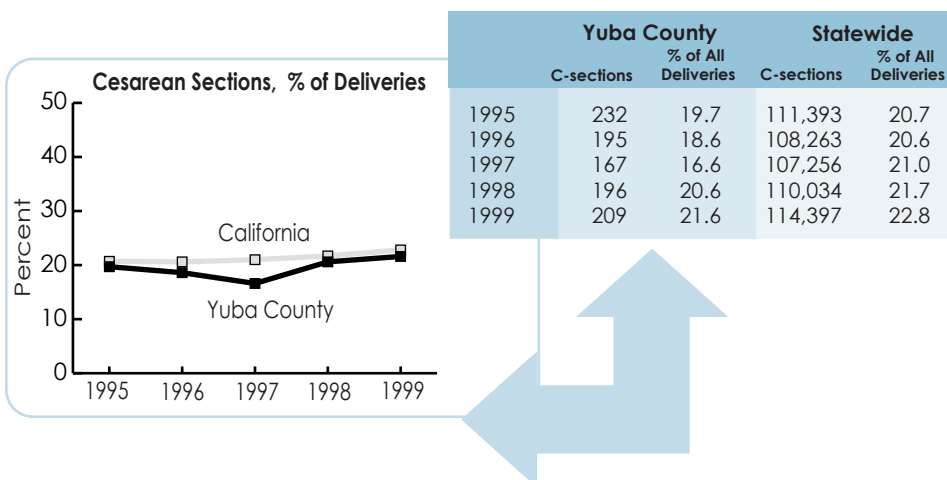 Cesarean Sections, % of Deliveries
50
40
30
20
10
0
Percent
California
Yuba County
1995 1996 1997 1998 1999
Yuba County Statewide
% of All % of All
C-sections Deliveries C-sections Deliveries
1995 232 19.7 111,393 20.7
1996 195 18.6 108,263 20.6
1997 167 16.6 107,256 21.0
1998 196 20.6 110,034 21.7
1999 209 21.6 114,397 22.8